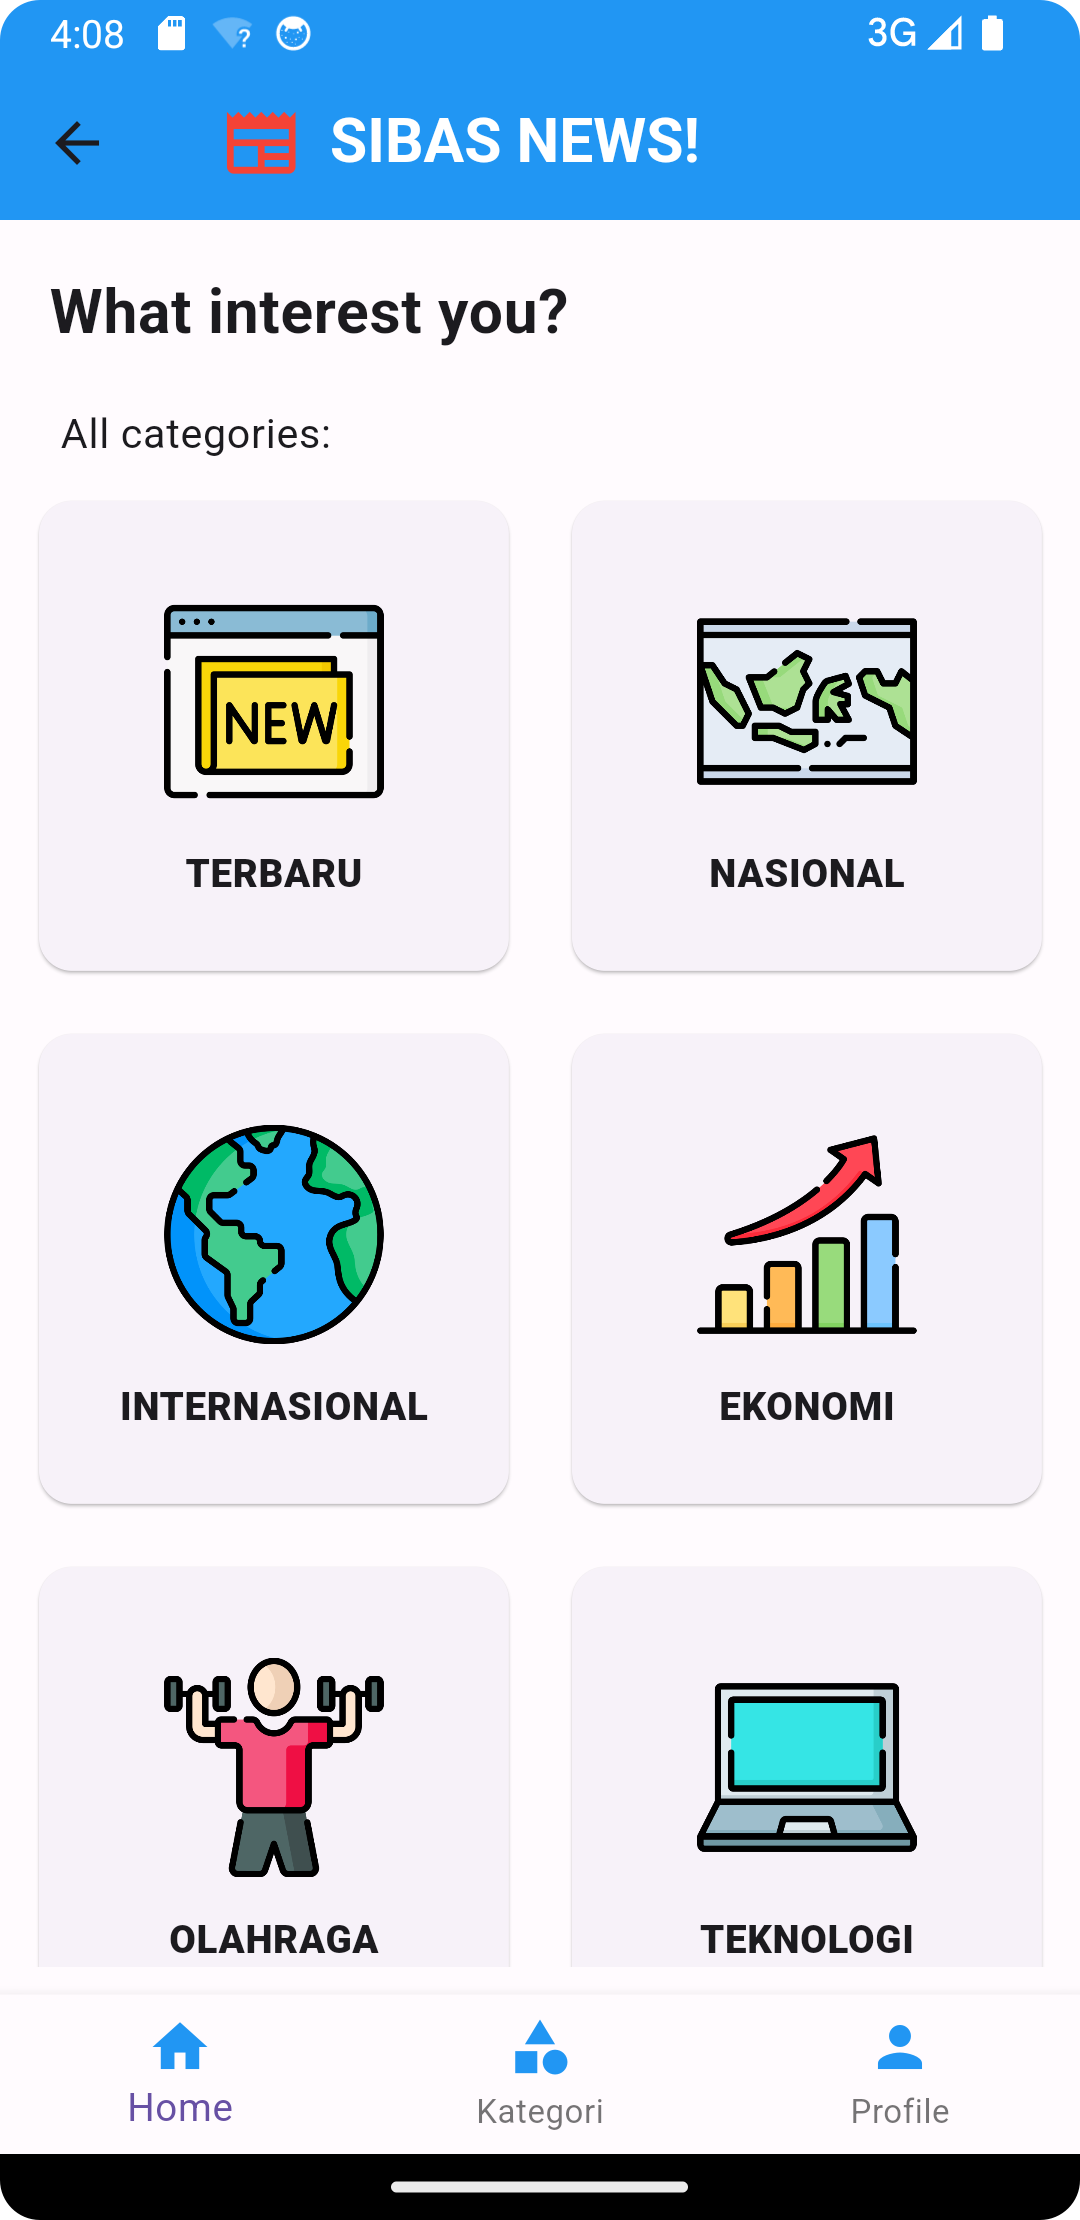 4:08
3G
SIBAS NEWS!
What interest you?
All categories:
NEW
TERBARU
NASIONAL
INTERNASIONAL
EKONOMI
OLAHRAGA
TEKNOLOGI
Home
Kategori
Profile